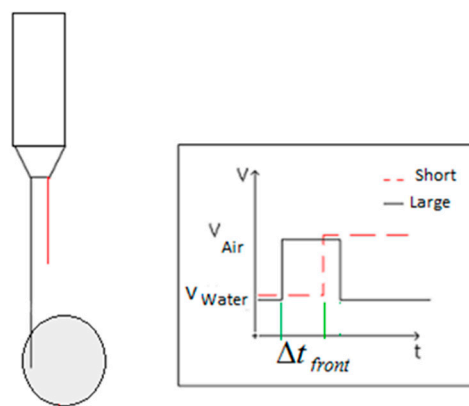 V
Short
Large
V Air
V Water
Δt front
t